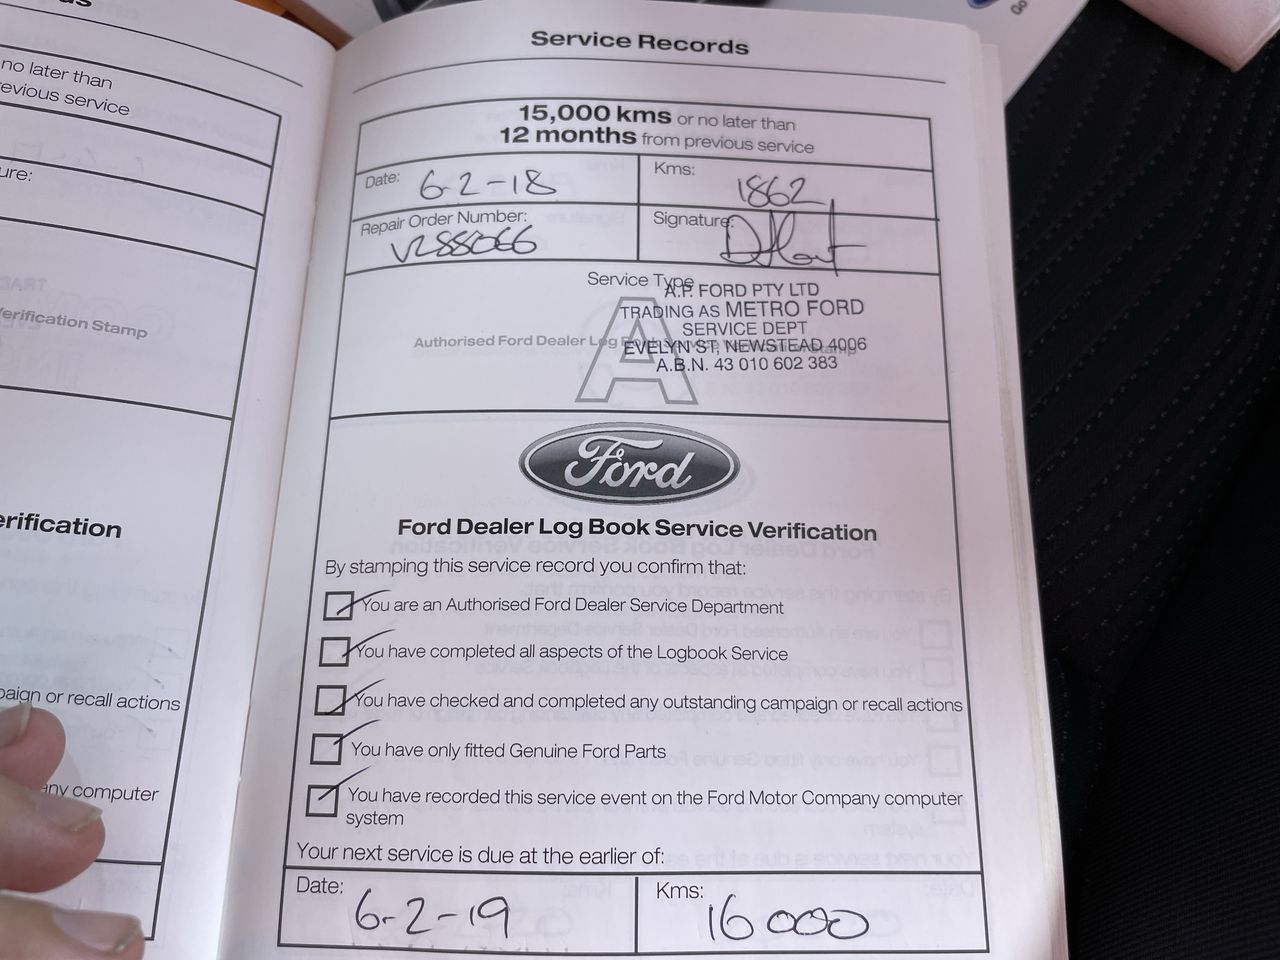 no later than
evious service
ure:
erification Stamp
erification
paign or recall actions
any computer
Service Records
15,000 kms or no later than
12 months from previous service
Date: 6-2-18
Kms: 1862
Repair Order Number:
Signature:
Service Type
A
A.P. FORD PTY LTD
TRADING AS METRO FORD
SERVICE DEPT
Authorised Ford Dealer Log
EVELYN ST, NEWSTEAD 4006
A.B.N. 43 010 602 383
Ford
Ford Dealer Log Book Service Verification
By stamping this service record you confirm that:
You are an Authorised Ford Dealer Service Department
You have completed all aspects of the Logbook Service
You have checked and completed any outstanding campaign or recall actions
You have only fitted Genuine Ford Parts
You have recorded this service event on the Ford Motor Company computer
system
Your next service is due at the earlier of:
Date: 6-2-19
Kms: 16000